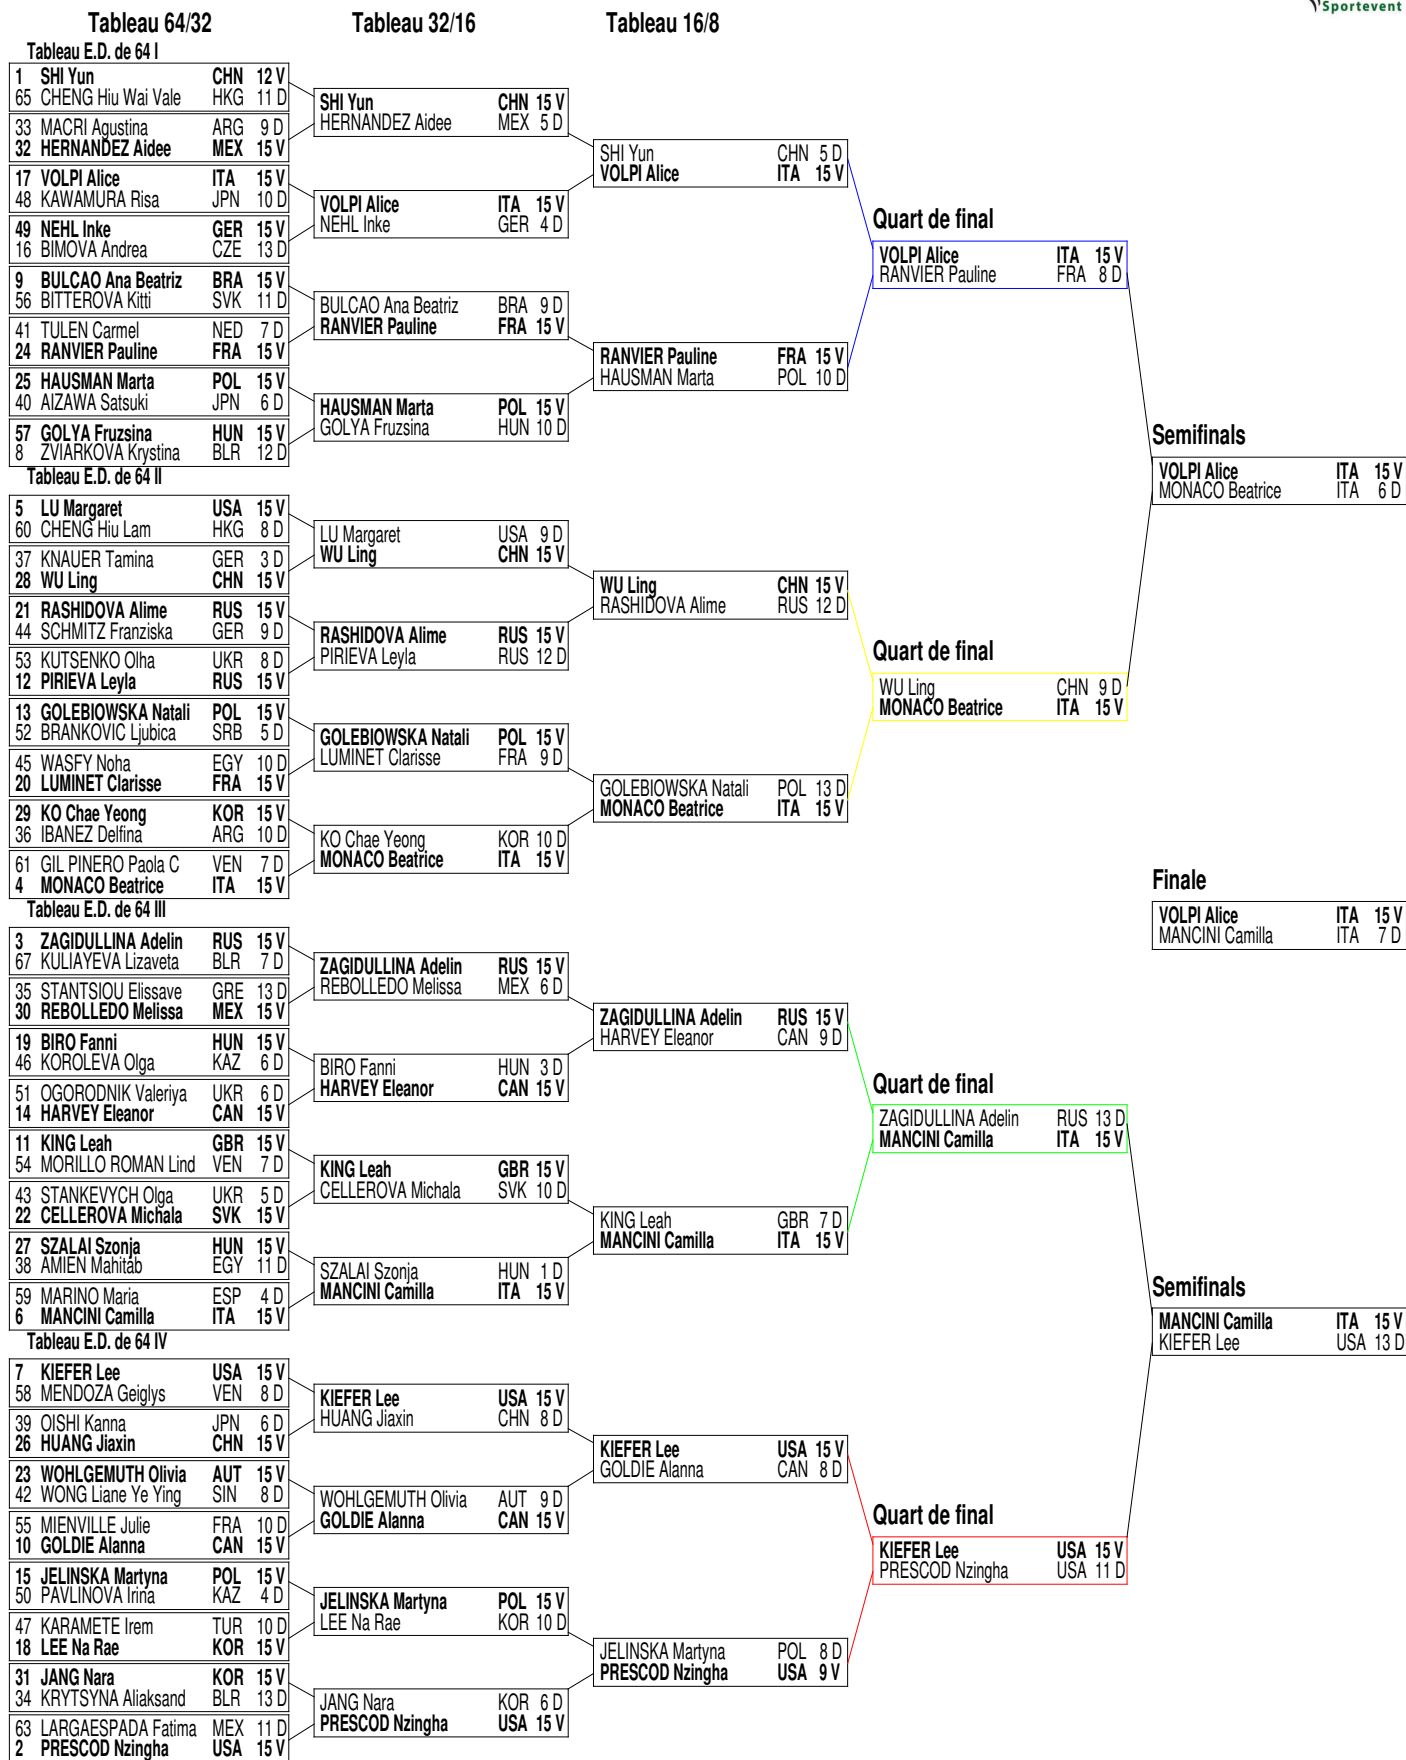 Sportevent
Tableau 64/32
Tableau 32/16
Tableau 16/8
Tableau E.D. de 64 I
1 SHI Yun CHN 12 V
65 CHENG Hiu Wai Vale HKG 11 D
33 MACRI Agustina ARG 9 D
32 HERNANDEZ Aidee MEX 15 V
17 VOLPI Alice ITA 15 V
48 KAWAMURA Risa JPN 10 D
49 NEHL Inke GER 15 V
16 BIMOVA Andrea CZE 13 D
9 BULCAO Ana Beatriz BRA 15 V
56 BITTEROVA Kitti SVK 11 D
41 TULEN Carmel NED 7 D
24 RANVIER Pauline FRA 15 V
25 HAUSMAN Marta POL 15 V
40 AIZAWA Satsuki JPN 6 D
57 GOLYA Fruzsina HUN 15 V
8 ZVIARKOVA Krystina BLR 12 D
Tableau E.D. de 64 II
5 LU Margaret USA 15 V
60 CHENG Hiu Lam HKG 8 D
37 KNAUER Tamina GER 3 D
28 WU Ling CHN 15 V
21 RASHIDOVA Alime RUS 15 V
44 SCHMITZ Franziska GER 9 D
53 KUTSENKO Olha UKR 8 D
12 PIRIEVA Leyla RUS 15 V
13 GOLEBIOWSKA Natali POL 15 V
52 BRANKOVIC Ljubica SRB 5 D
45 WASFY Noha EGY 10 D
20 LUMINET Clarisse FRA 15 V
29 KO Chae Yeong KOR 15 V
36 IBANEZ Delfina ARG 10 D
61 GIL PINERO Paola C VEN 7 D
4 MONACO Beatrice ITA 15 V
Tableau E.D. de 64 III
3 ZAGIDULLINA Adelin RUS 15 V
67 KULIAYEVA Lizaveta BLR 7 D
35 STANTSIOU Elissave GRE 13 D
30 REBOLLEDO Melissa MEX 15 V
19 BIRO Fanni HUN 15 V
46 KOROLEVA Olga KAZ 6 D
51 OGORODNIK Valeriya UKR 6 D
14 HARVEY Eleanor CAN 15 V
11 KING Leah GBR 15 V
54 MORILLO ROMAN Lind VEN 7 D
43 STANKEVYCH Olga UKR 5 D
22 CELLEROVA Michala SVK 15 V
27 SZALAI Szonja HUN 15 V
38 AMIEN Mahitab EGY 11 D
59 MARINO Maria ESP 4 D
6 MANCINI Camilla ITA 15 V
Tableau E.D. de 64 IV
7 KIEFER Lee USA 15 V
58 MENDOZA Geiglys VEN 8 D
39 OISHI Kanna JPN 6 D
26 HUANG Jiaxin CHN 15 V
23 WOHLGEMUTH Olivia AUT 15 V
42 WONG Liane Ye Ying SIN 8 D
55 MIENVILLE Julie FRA 10 D
10 GOLDIE Alanna CAN 15 V
15 JELINSKA Martyna POL 15 V
50 PAVLINOVA Irina KAZ 4 D
47 KARAMETE Irem TUR 10 D
18 LEE Na Rae KOR 15 V
31 JANG Nara KOR 15 V
34 KRYTSYNA Aliaksand BLR 13 D
63 LARGAESPADA Fatima MEX 11 D
2 PRESCOD Nzingha USA 15 V
SHI Yun CHN 15 V
HERNANDEZ Aidee MEX 5 D
VOLPI Alice ITA 15 V
NEHL Inke GER 4 D
BULCAO Ana Beatriz BRA 9 D
RANVIER Pauline FRA 15 V
HAUSMAN Marta POL 15 V
GOLYA Fruzsina HUN 10 D
LU Margaret USA 9 D
WU Ling CHN 15 V
RASHIDOVA Alime RUS 15 V
PIRIEVA Leyla RUS 12 D
GOLEBIOWSKA Natali POL 15 V
LUMINET Clarisse FRA 9 D
KO Chae Yeong KOR 10 D
MONACO Beatrice ITA 15 V
ZAGIDULLINA Adelin RUS 15 V
REBOLLEDO Melissa MEX 6 D
BIRO Fanni HUN 3 D
HARVEY Eleanor CAN 15 V
KING Leah GBR 15 V
CELLEROVA Michala SVK 10 D
SZALAI Szonja HUN 1 D
MANCINI Camilla ITA 15 V
KIEFER Lee USA 15 V
HUANG Jiaxin CHN 8 D
WOHLGEMUTH Olivia AUT 9 D
GOLDIE Alanna CAN 15 V
JELINSKA Martyna POL 15 V
LEE Na Rae KOR 10 D
JANG Nara KOR 6 D
PRESCOD Nzingha USA 15 V
SHI Yun CHN 5 D
VOLPI Alice ITA 15 V
RANVIER Pauline FRA 15 V
HAUSMAN Marta POL 10 D
WU Ling CHN 15 V
RASHIDOVA Alime RUS 12 D
GOLEBIOWSKA Natali POL 13 D
MONACO Beatrice ITA 15 V
ZAGIDULLINA Adelin RUS 15 V
HARVEY Eleanor CAN 9 D
KING Leah GBR 7 D
MANCINI Camilla ITA 15 V
KIEFER Lee USA 15 V
GOLDIE Alanna CAN 8 D
JELINSKA Martyna POL 8 D
PRESCOD Nzingha USA 9 V
Quart de final
VOLPI Alice ITA 15 V
RANVIER Pauline FRA 8 D
Quart de final
WU Ling CHN 9 D
MONACO Beatrice ITA 15 V
Quart de final
ZAGIDULLINA Adelin RUS 13 D
MANCINI Camilla ITA 15 V
Quart de final
KIEFER Lee USA 15 V
PRESCOD Nzingha USA 11 D
Semifinals
VOLPI Alice ITA 15 V
MONACO Beatrice ITA 6 D
Finale
VOLPI Alice ITA 15 V
MANCINI Camilla ITA 7 D
Semifinals
MANCINI Camilla ITA 15 V
KIEFER Lee USA 13 D